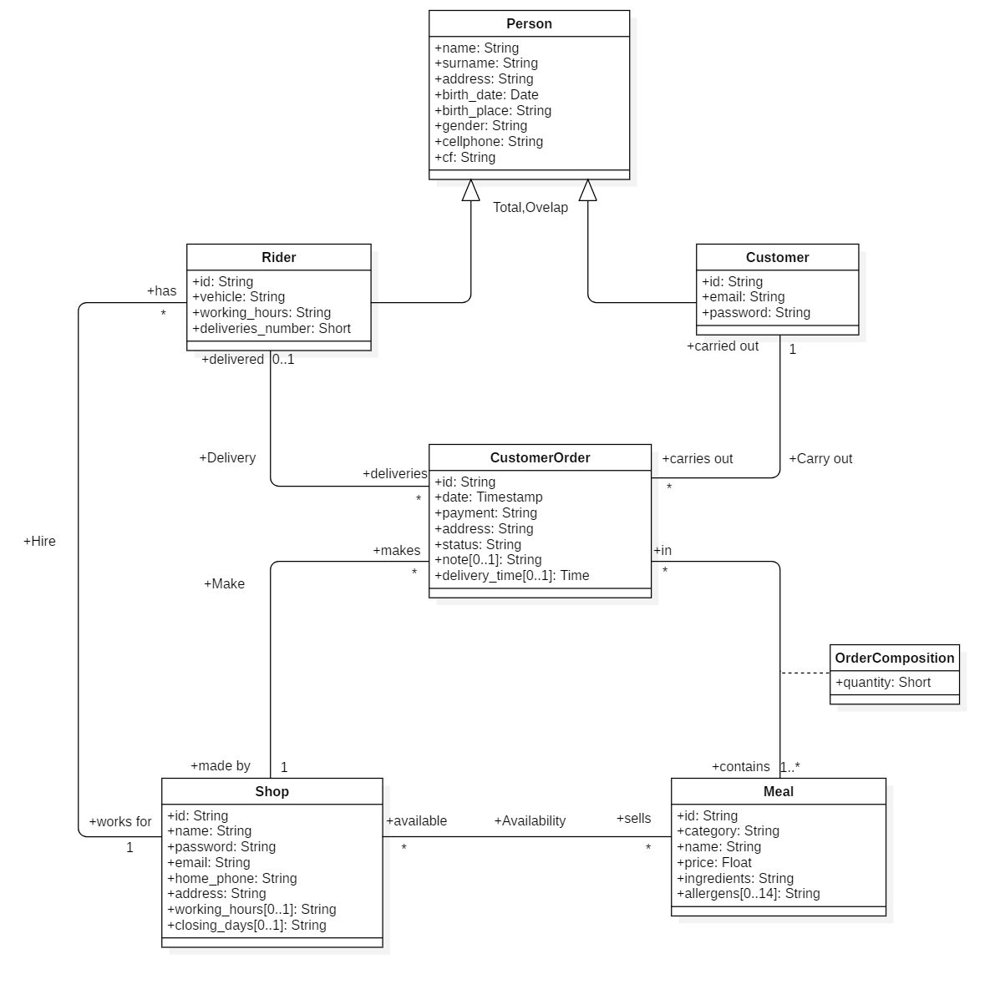 Person
+name: String
+surname: String
+address: String
+birth_date: Date
+birth_place: String
+gender: String
+cellphone: String
+cf: String
Total,Ovelap
Rider
+id: String
+vehicle: String
+working_hours: String
+deliveries_number: Short
Customer
+id: String
+email: String
+password: String
+has
*
+delivered 0..1
+carried out
1
+Delivery
+deliveries
*
CustomerOrder
+id: String
+date: Timestamp
+payment: String
+address: String
+status: String
+note[0..1]: String
+delivery_time[0..1]: Time
+carries out
*
+Carry out
+Hire
+makes
*
+Make
+in
*
OrderComposition
+quantity: Short
+made by
1
+contains 1..*
+works for
1
Shop
+id: String
+name: String
+password: String
+email: String
+home_phone: String
+address: String
+working_hours[0..1]: String
+closing_days[0..1]: String
+available
*
+Availability
+sells
*
Meal
+id: String
+category: String
+name: String
+price: Float
+ingredients: String
+allergens[0..14]: String